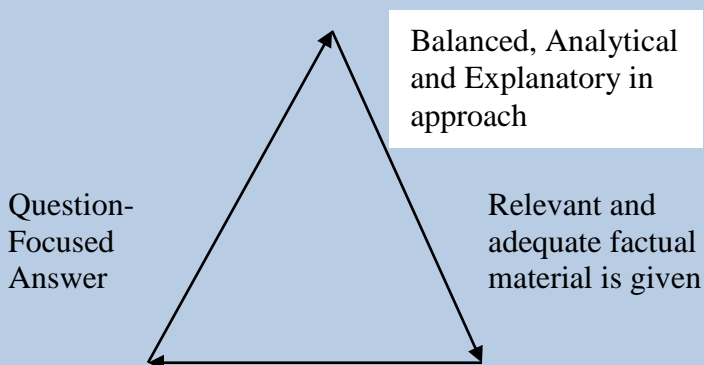 Balanced, Analytical
and Explanatory in
approach
Question-
Focused
Answer
Relevant and
adequate factual
material is given